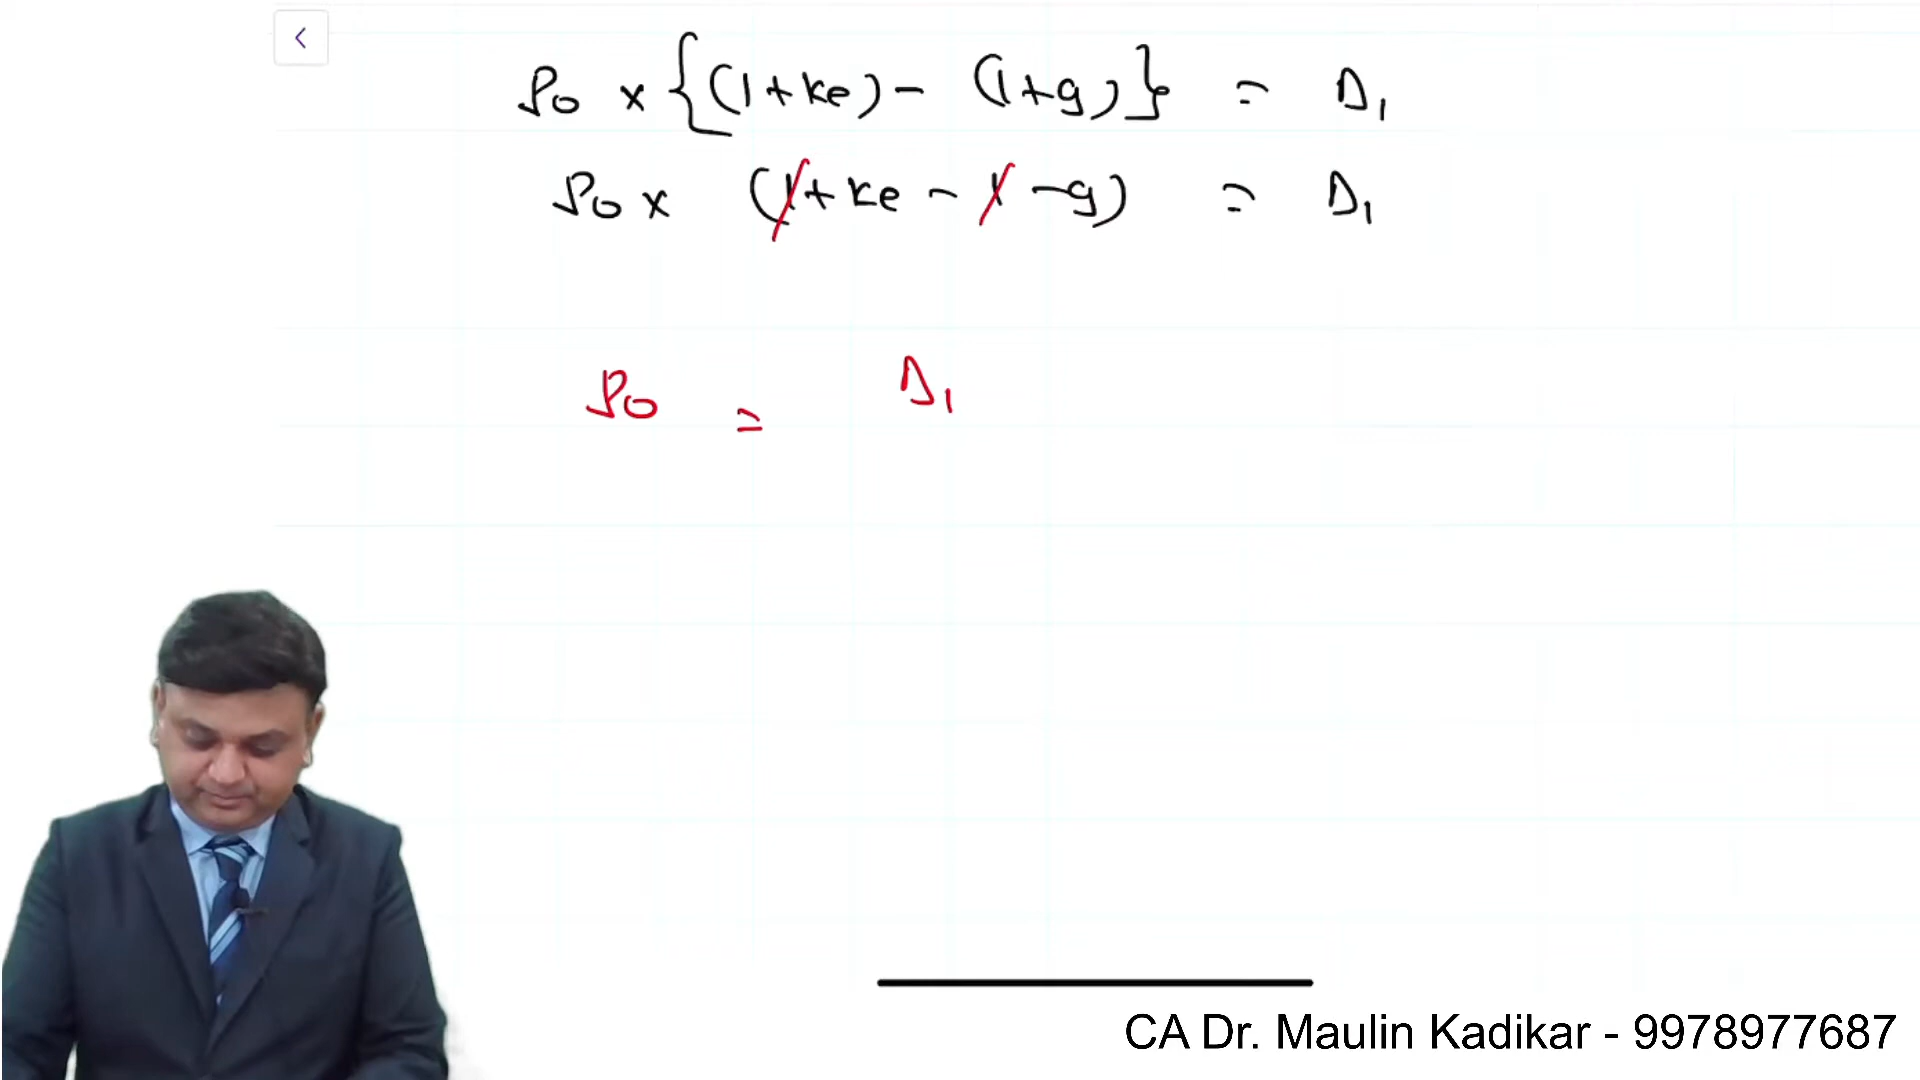 P₀ x {(1+ke) - (1+g)} = D₁
P₀ x (1+ke - 1 -g) = D₁
P₀ = D₁
CA Dr. Maulin Kadikar - 9978977687